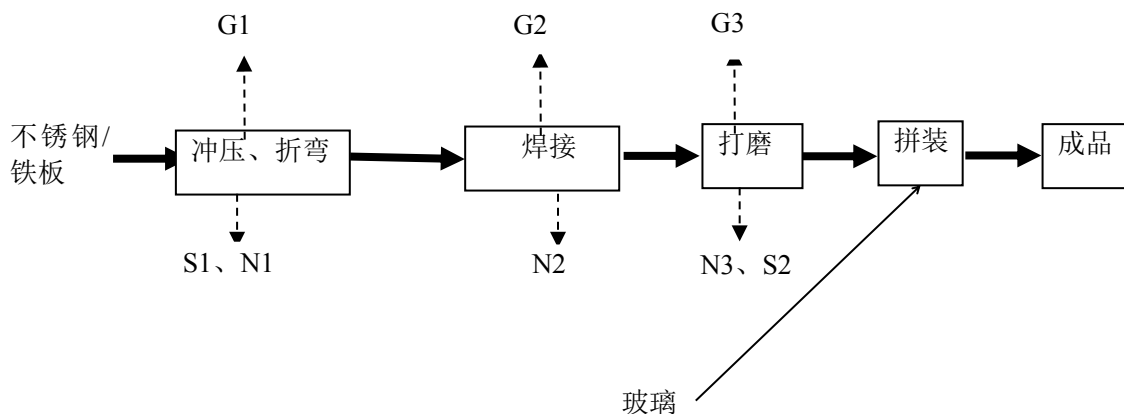 G1
G2
G3
不锈钢/
铁板
冲压、折弯
焊接
打磨
拼装
成品
S1、N1
N2
N3、S2
玻璃